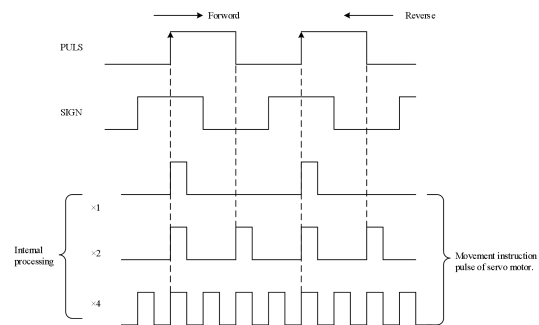 Forword
Reverse
PULS
SIGN
×1
Internal
processing
×2
Movement instruction
pulse of servo motor.
×4